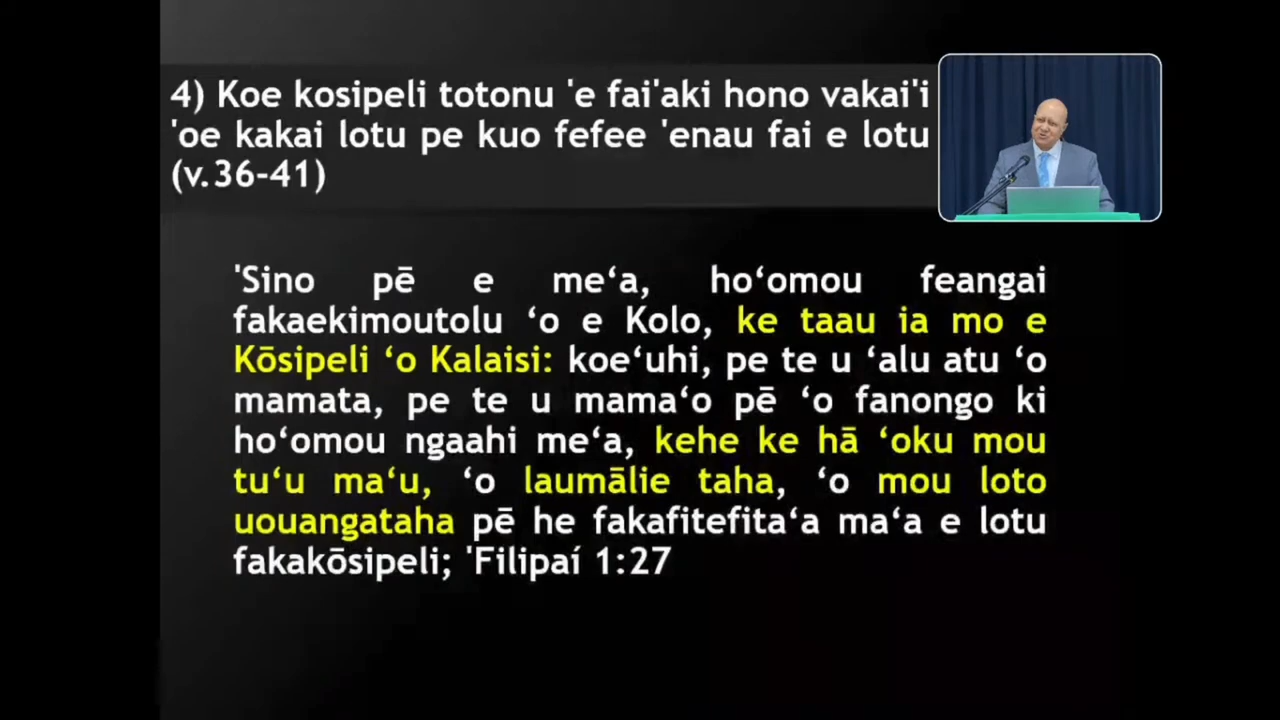 4) Koe kosipeli totonu 'e fai'aki hono vakai'i
'oe kakai lotu pe kuo fefee 'enau fai e lotu
(v.36-41)
'Sino pē e me‘a, ho‘omou feangai
fakaekimoutolu ‘o e Kolo, ke taau ia mo e
Kōsipeli ‘o Kalaisi: koe‘uhi, pe te u ‘alu atu ‘o
mamata, pe te u mama‘o pē ‘o fanongo ki
ho‘omou ngaahi me‘a, kehe ke hā ‘oku mou
tu‘u ma‘u, ‘o laumālie taha, ‘o mou loto
uouangataha pē he fakafitefita‘a ma‘a e lotu
fakakōsipeli; 'Filipaí 1:27